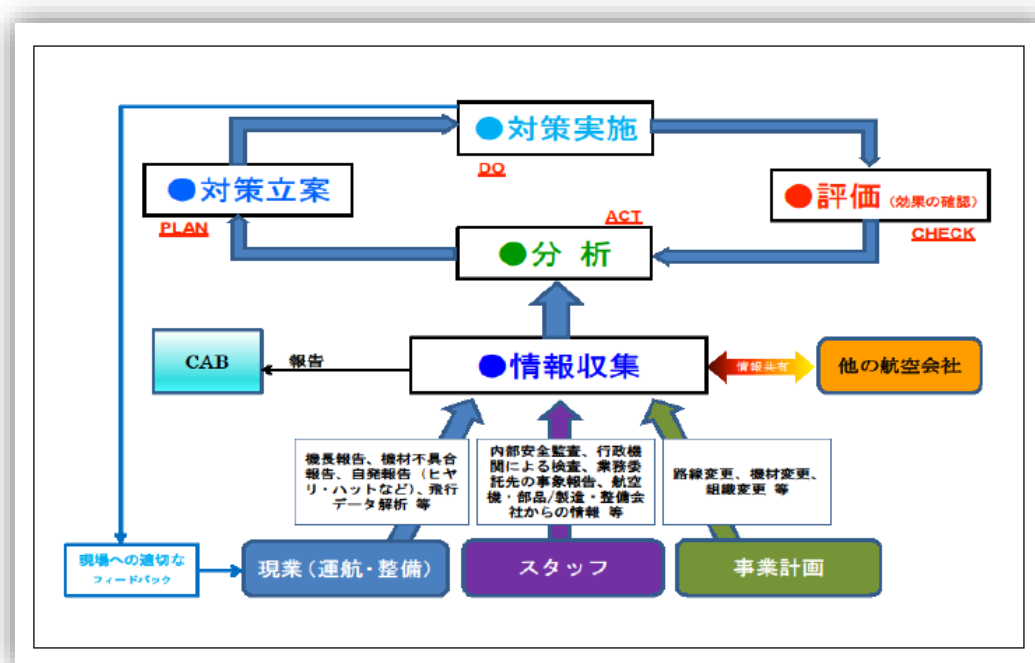 ●対策実施
DO
●対策立案
PLAN
●評価（効果の確認）
CHECK
ACT
●分 析
CAB
報告
●情報収集
情報共有
他の航空会社
機長報告、機材不具合
報告、自発報告（ヒヤ
リ・ハットなど）、飛行
データ解析 等
内部安全監査、行政機
関による検査、業務委
託先の事象報告、航空
機・部品/製造・整備会
社からの情報 等
路線変更、機材変更、
組織変更 等
現場への適切な
フィードバック
現業（運航・整備）
スタッフ
事業計画